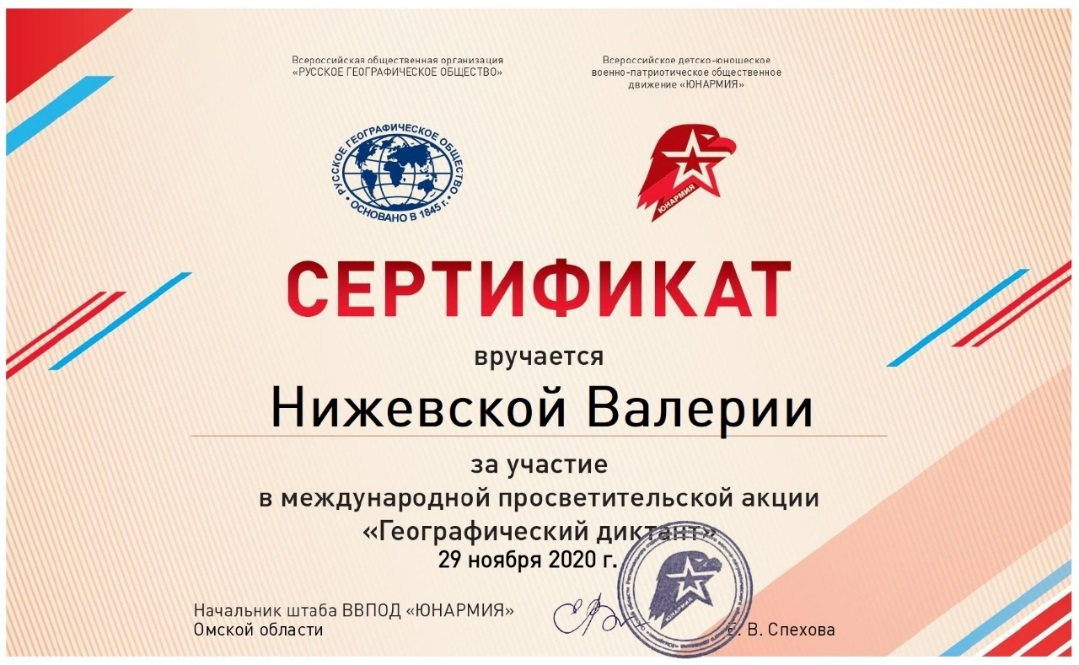 Всероссийская общественная организация
«РУССКОЕ ГЕОГРАФИЧЕСКОЕ ОБЩЕСТВО»
Всероссийское детско-юношеское
военно-патриотическое общественное
движение «ЮНАРМИЯ»
РУССКОЕ ГЕОГРАФИЧЕСКОЕ ОБЩЕСТВО
• ОСНОВАНО В 1845 г. •
ЮНАРМИЯ
СЕРТИФИКАТ
вручается
Нижевской Валерии
за участие
в международной просветительской акции
«Географический диктант»
29 ноября 2020 г.
ЮНАРМИЯ
Начальник штаба ВВПОД «ЮНАРМИЯ»
Омской области
Е. В. Спехова